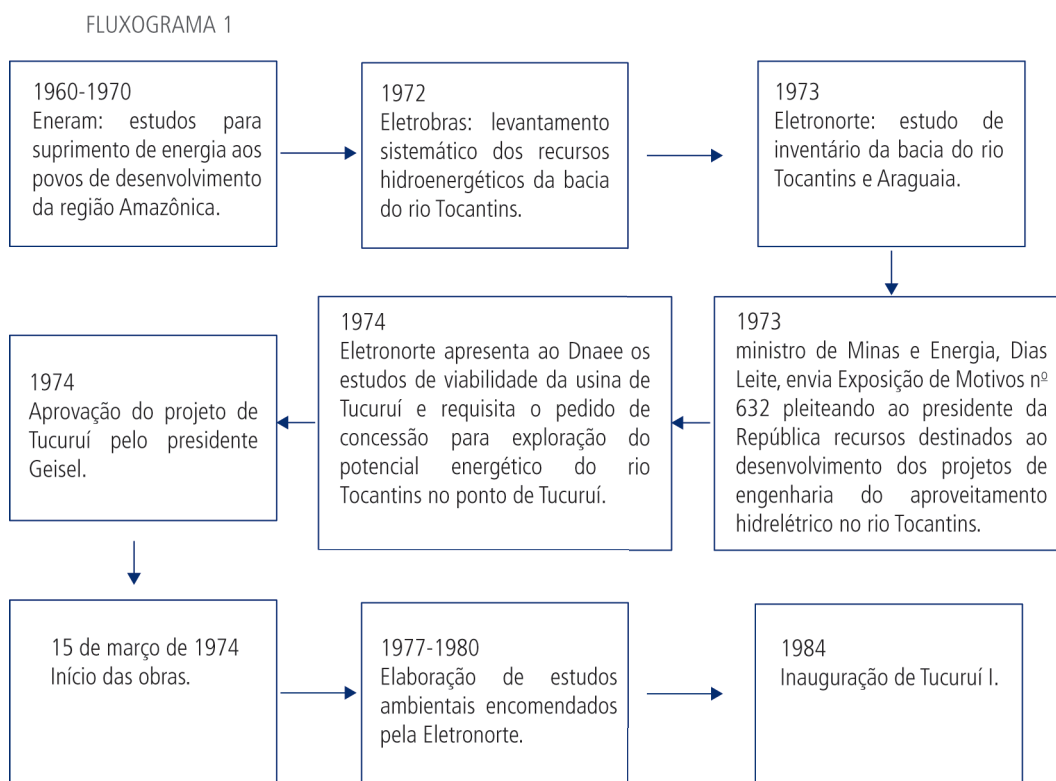 FLUXOGRAMA 1
1960-1970
Eneram: estudos para
suprimento de energia aos
povos de desenvolvimento
da região Amazônica.
1972
Eletrobras: levantamento
sistemático dos recursos
hidroenergéticos da bacia
do rio Tocantins.
1973
Eletronorte: estudo de
inventário da bacia do rio
Tocantins e Araguaia.
1973
ministro de Minas e Energia, Dias
Leite, envia Exposição de Motivos nº
632 pleiteando ao presidente da
República recursos destinados ao
desenvolvimento dos projetos de
engenharia do aproveitamento
hidrelétrico no rio Tocantins.
1974
Eletronorte apresenta ao Dnaee os
estudos de viabilidade da usina de
Tucuruí e requisita o pedido de
concessão para exploração do
potencial energético do rio
Tocantins no ponto de Tucuruí.
1974
Aprovação do projeto de
Tucuruí pelo presidente
Geisel.
15 de março de 1974
Início das obras.
1977-1980
Elaboração de estudos
ambientais encomendados
pela Eletronorte.
1984
Inauguração de Tucuruí I.